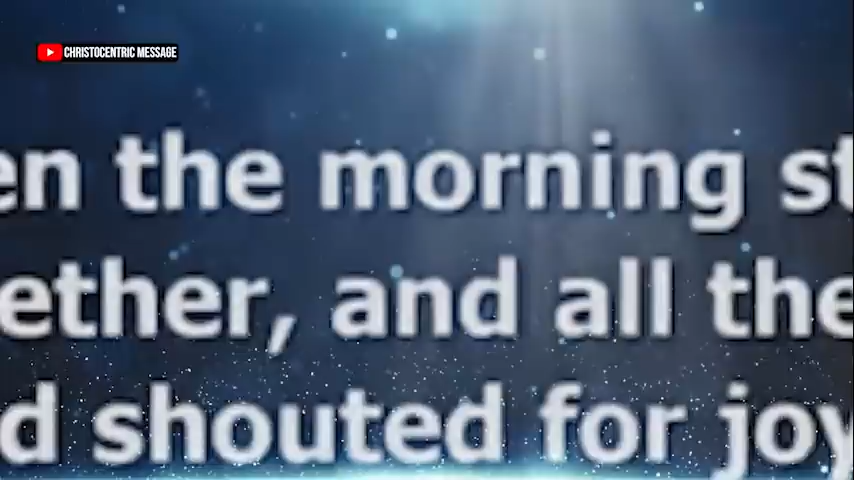 CHRISTOCENTRIC MESSAGE
en the morning st
ether, and all the
d shouted for joy